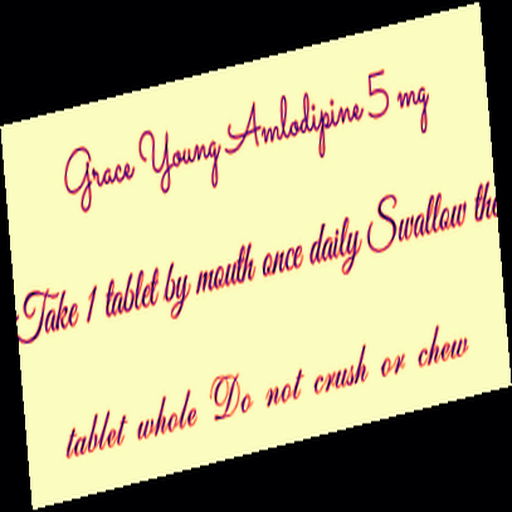 Grace Young Amlodipine 5 mg
Take 1 tablet by mouth once daily Swallow the
tablet whole Do not crush or chew